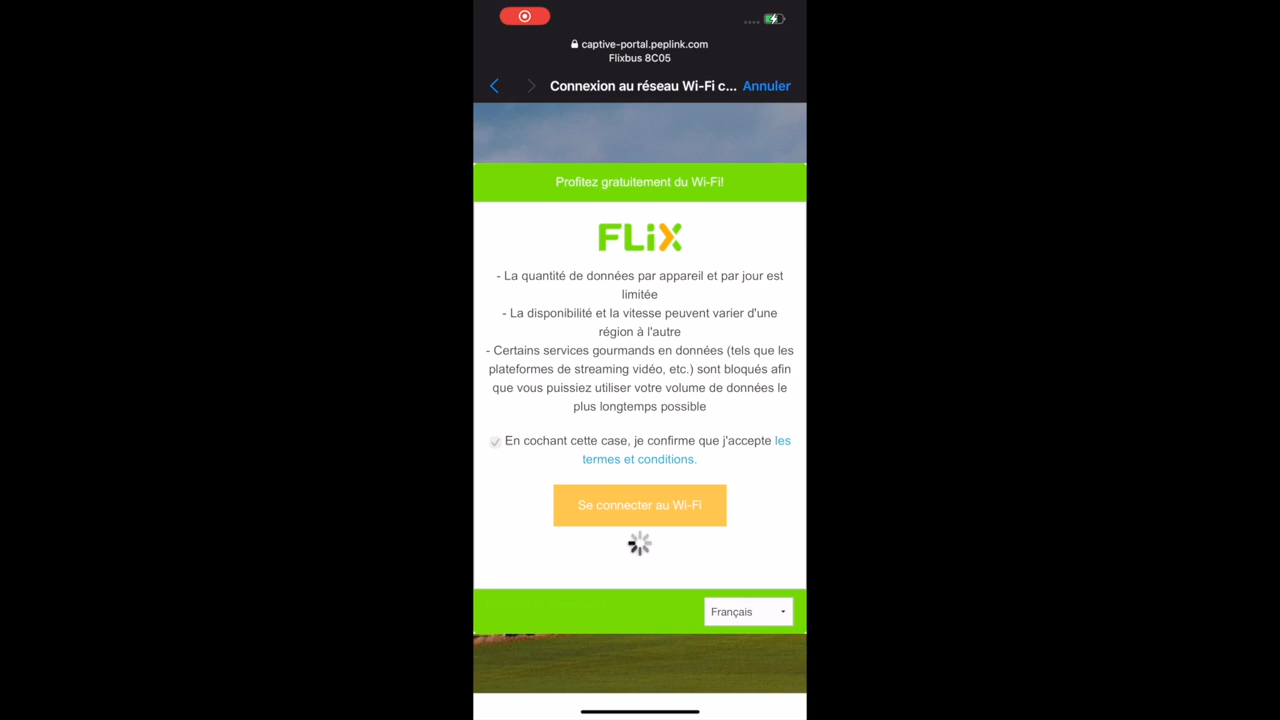 captive-portal.peplink.com
Flixbus 8C05
Connexion au réseau Wi-Fi c... Annuler
Profitez gratuitement du Wi-Fi!
FLiX
- La quantité de données par appareil et par jour est
limitée
- La disponibilité et la vitesse peuvent varier d'une
région à l'autre
- Certains services gourmands en données (tels que les
plateformes de streaming vidéo, etc.) sont bloqués afin
que vous puissiez utiliser votre volume de données le
plus longtemps possible
En cochant cette case, je confirme que j'accepte les
termes et conditions.
Se connecter au Wi-Fi
Français